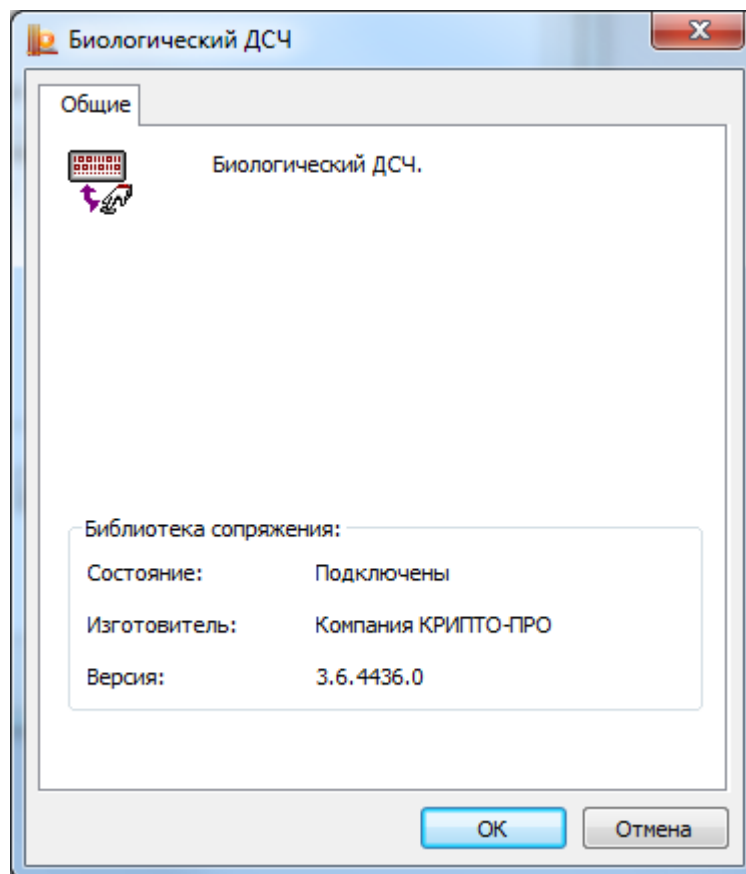 Биологический ДСЧ
Общие
Биологический ДСЧ.
Библиотека сопряжения:
Состояние: Подключены
Изготовитель: Компания КРИПТО-ПРО
Версия: 3.6.4436.0
ОК Отмена